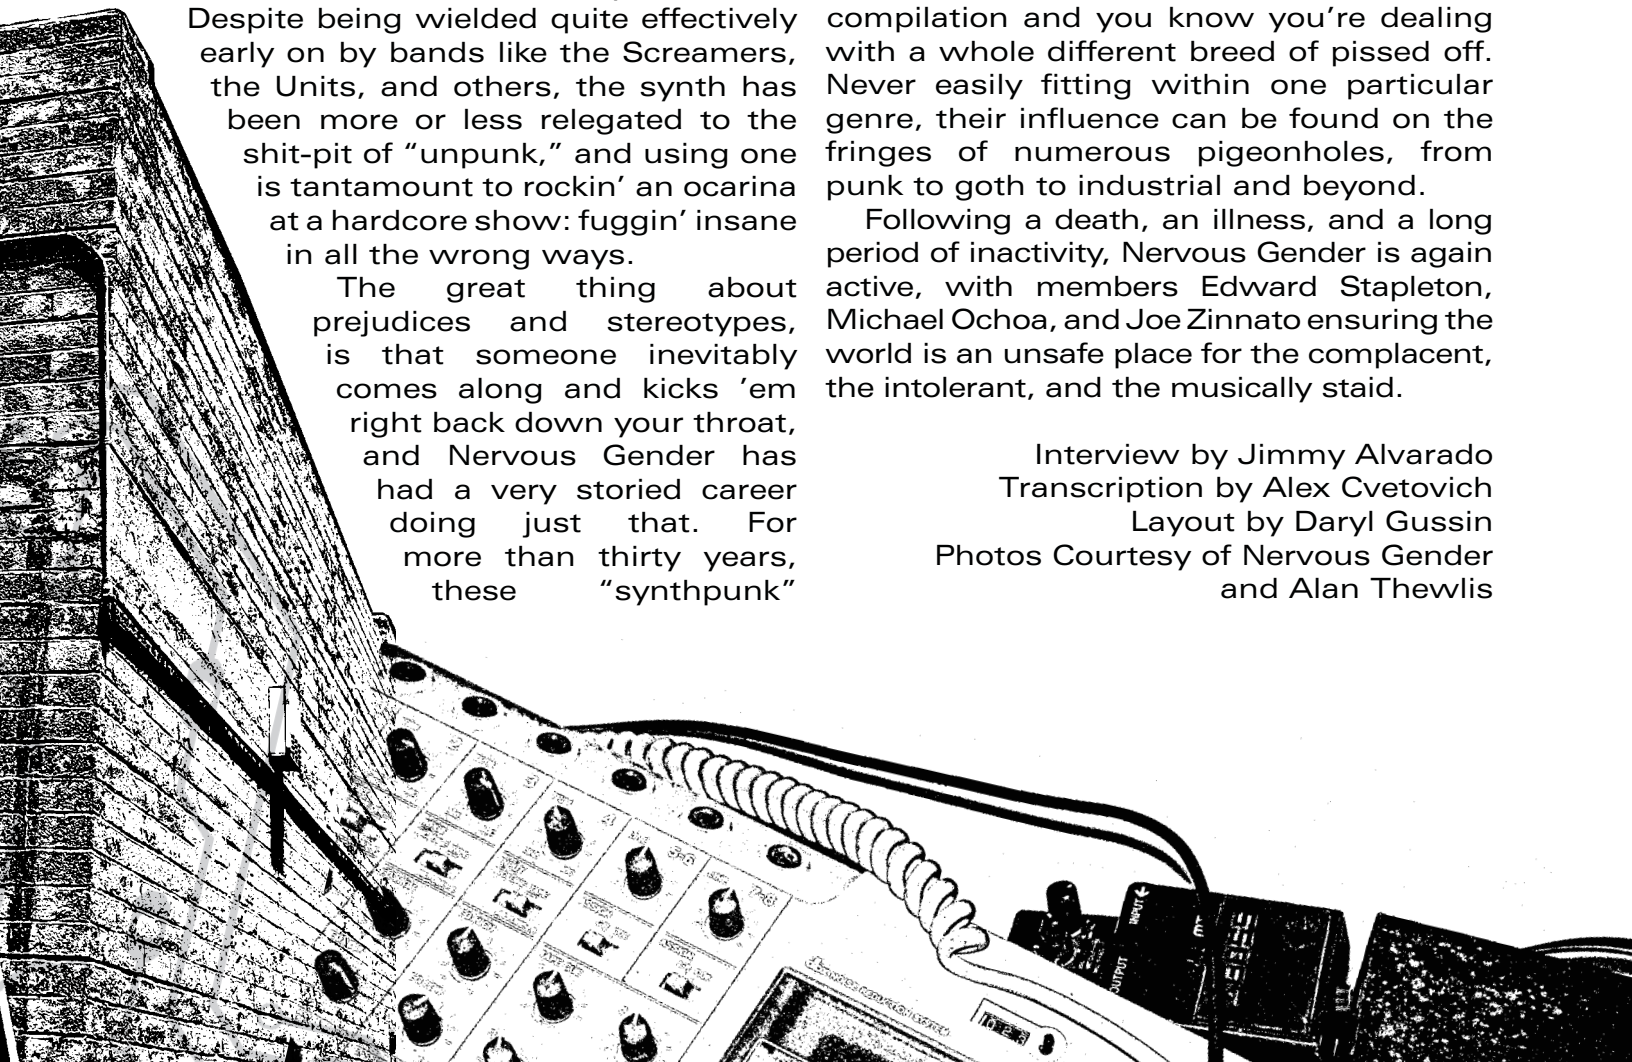 Despite being wielded quite effectively
early on by bands like the Screamers,
the Units, and others, the synth has
been more or less relegated to the
shit-pit of “unpunk,” and using one
is tantamount to rockin’ an ocarina
at a hardcore show: fuggin’ insane
in all the wrong ways.
The great thing about
prejudices and stereotypes,
is that someone inevitably
comes along and kicks ’em
right back down your throat,
and Nervous Gender has
had a very storied career
doing just that. For
more than thirty years,
these “synthpunk”
compilation and you know you’re dealing
with a whole different breed of pissed off.
Never easily fitting within one particular
genre, their influence can be found on the
fringes of numerous pigeonholes, from
punk to goth to industrial and beyond.
Following a death, an illness, and a long
period of inactivity, Nervous Gender is again
active, with members Edward Stapleton,
Michael Ochoa, and Joe Zinnato ensuring the
world is an unsafe place for the complacent,
the intolerant, and the musically staid.
Interview by Jimmy Alvarado
Transcription by Alex Cvetovich
Layout by Daryl Gussin
Photos Courtesy of Nervous Gender
and Alan Thewlis
INPUT
OUTPUT